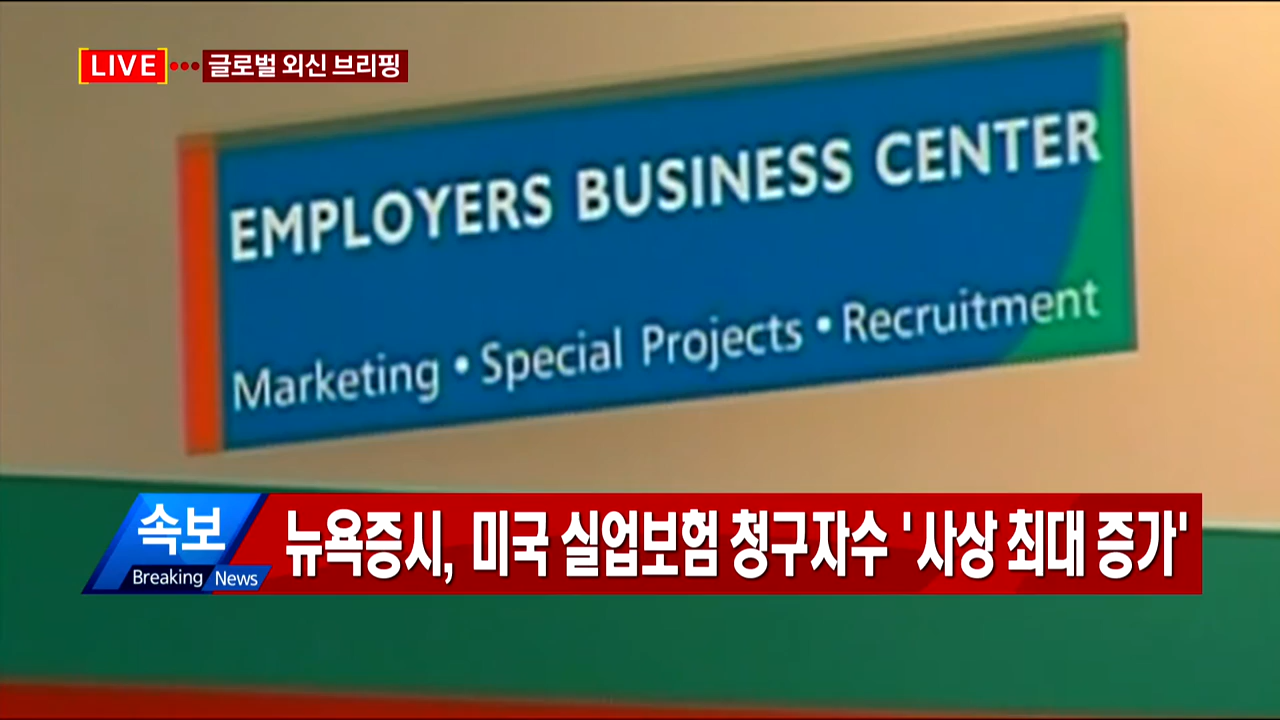 LIVE 글로벌 외신 브리핑
EMPLOYERS BUSINESS CENTER
Marketing • Special Projects • Recruitment
속보 뉴욕증시, 미국 실업보험 청구자수 '사상 최대 증가'
Breaking News